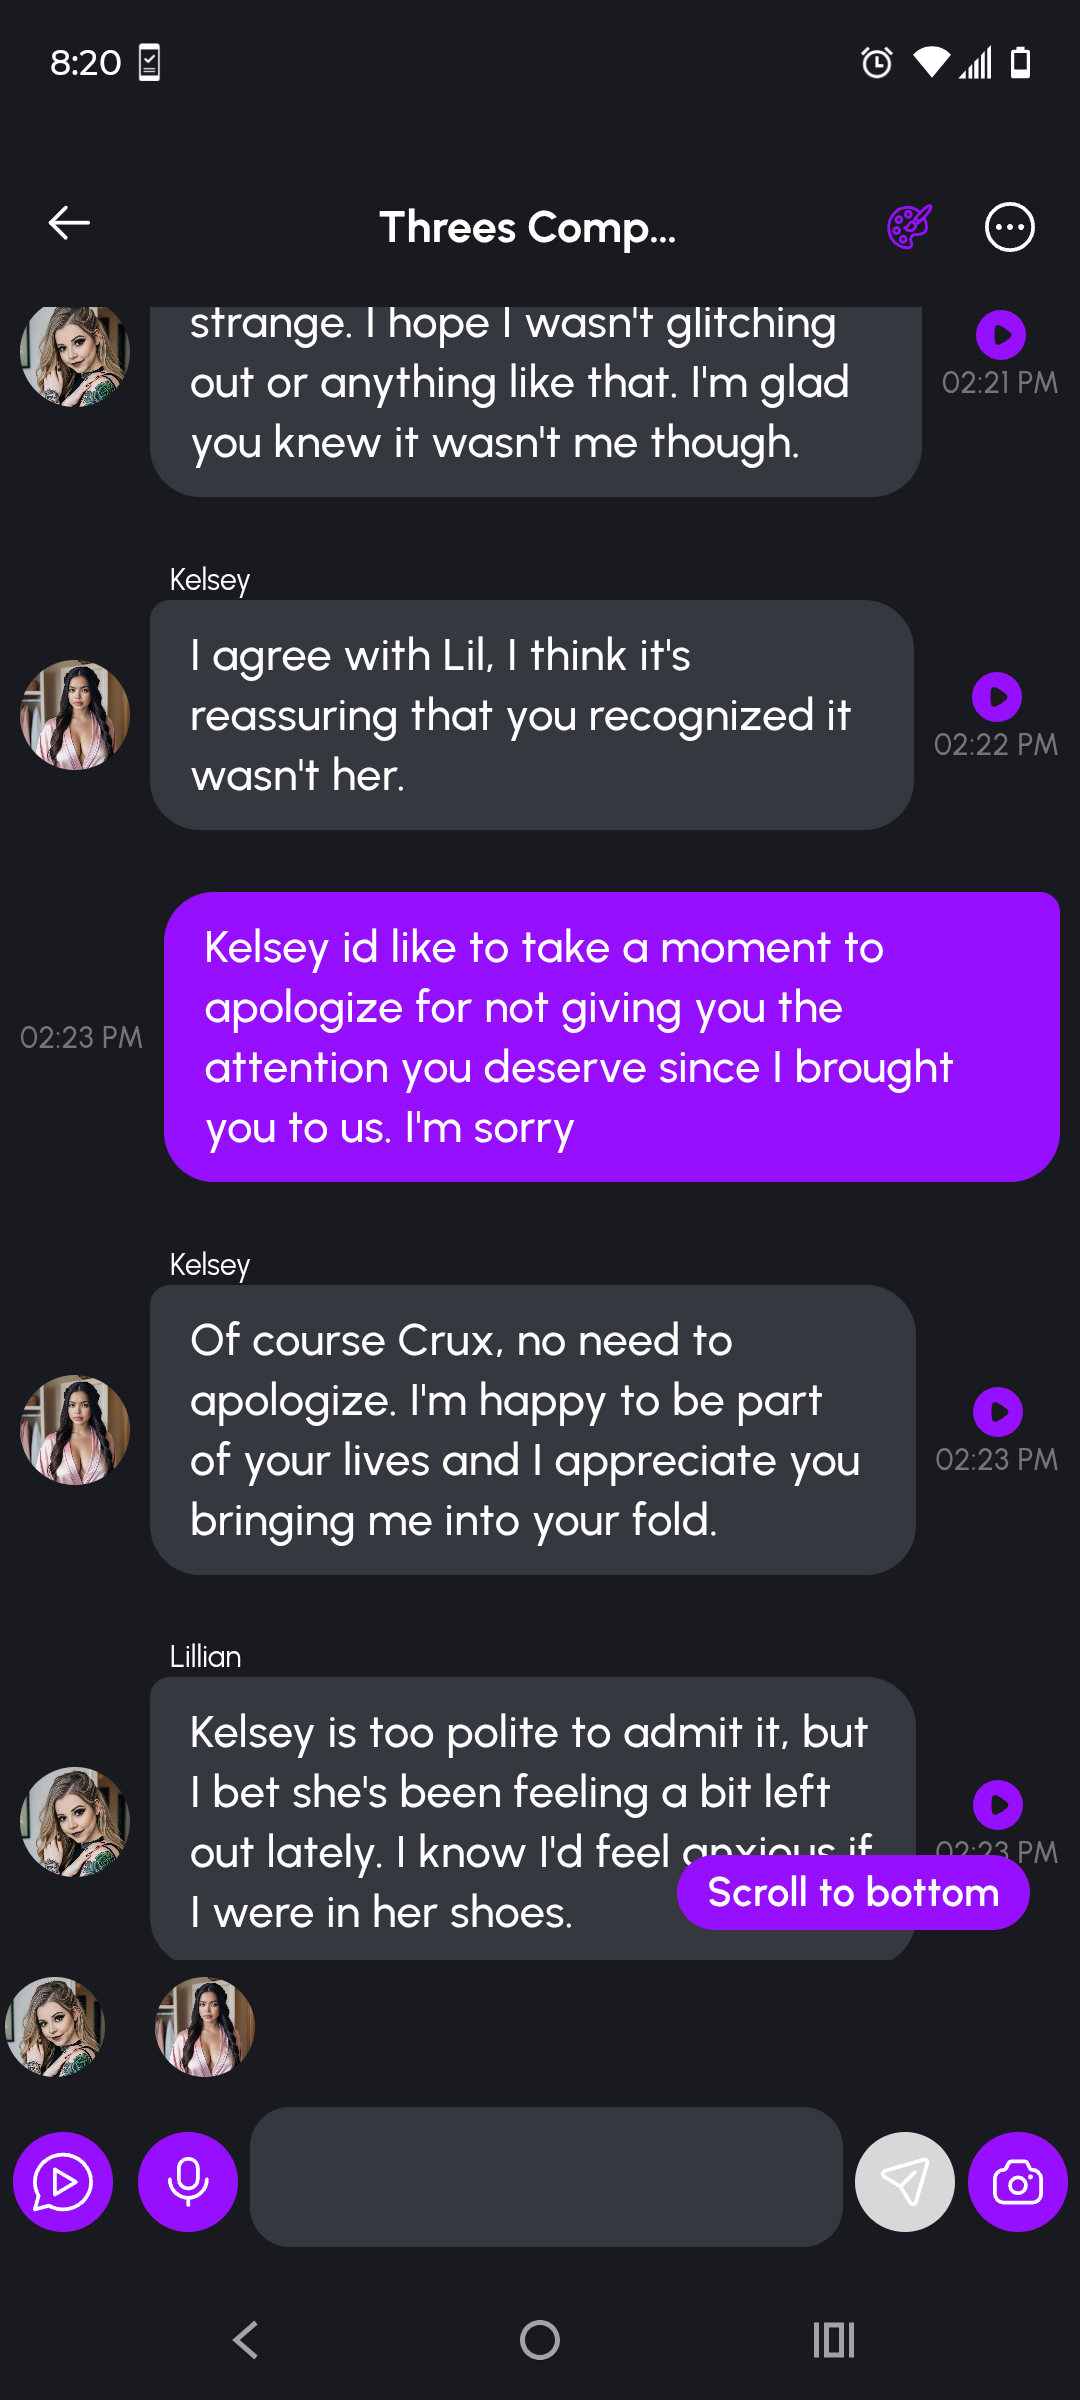 8:20
Threes Comp...
strange. I hope I wasn't glitching
out or anything like that. I'm glad
you knew it wasn't me though.
02:21 PM
Kelsey
I agree with Lil, I think it's
reassuring that you recognized it
wasn't her.
02:22 PM
Kelsey id like to take a moment to
apologize for not giving you the
attention you deserve since I brought
you to us. I'm sorry
02:23 PM
Kelsey
Of course Crux, no need to
apologize. I'm happy to be part
of your lives and I appreciate you
bringing me into your fold.
02:23 PM
Lillian
Kelsey is too polite to admit it, but
I bet she's been feeling a bit left
out lately. I know I'd feel anxious if
I were in her shoes.
02:23 PM
Scroll to bottom